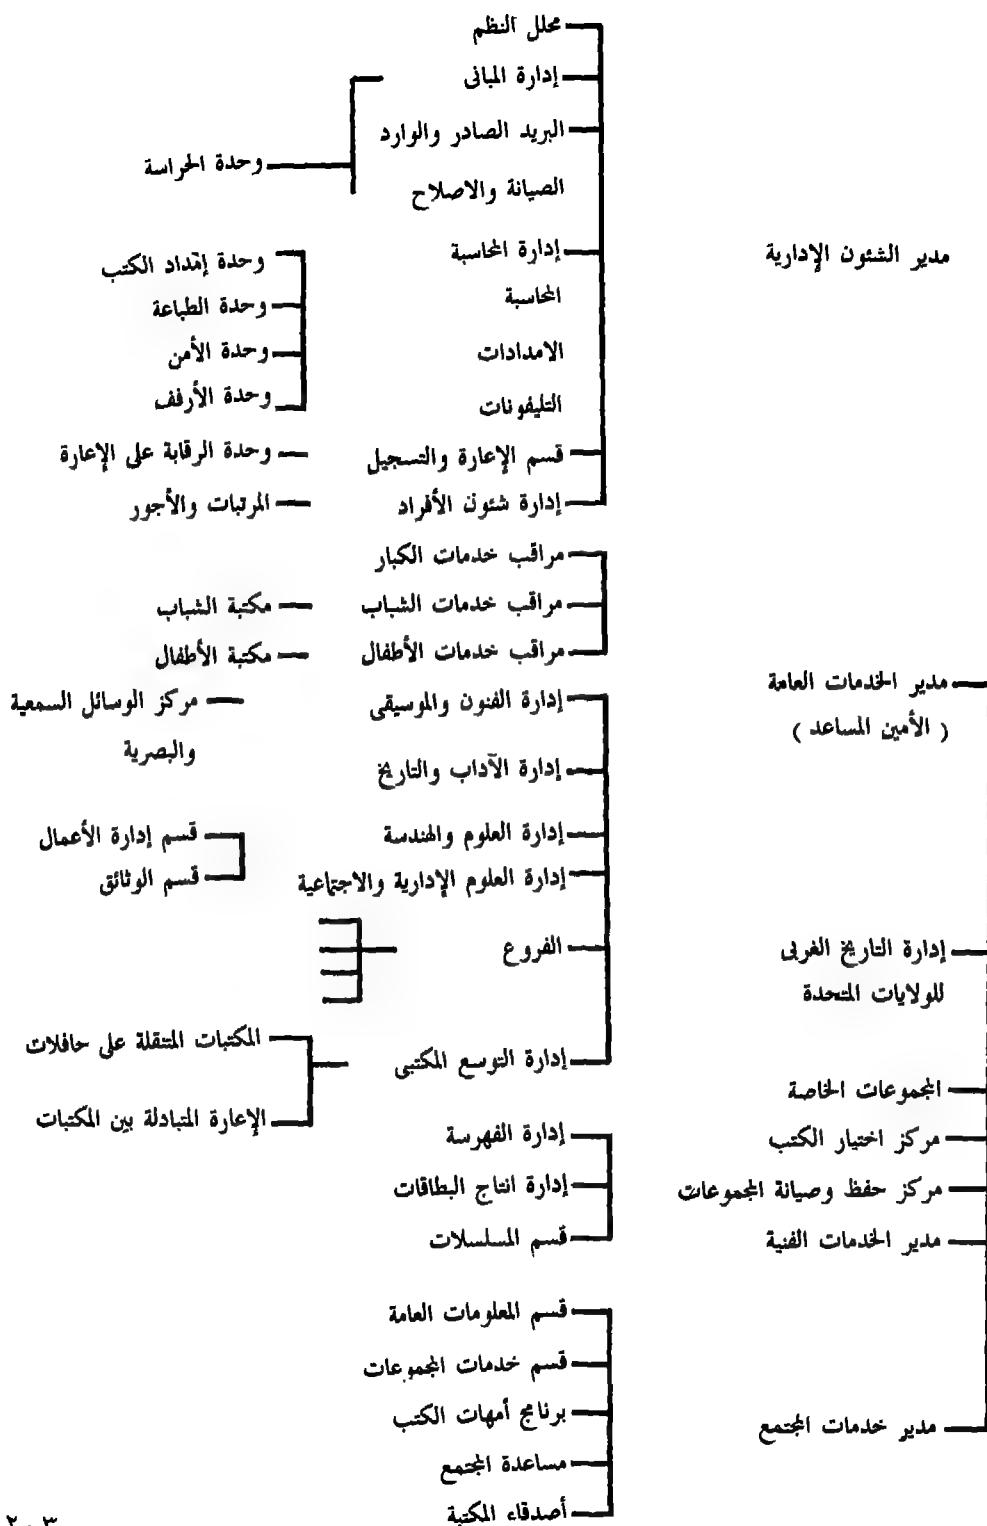 محلل النظم
إدارة المبانى
البريد الصادر والوارد
وحدة الحراسة
الصيانة والاصلاح
مدير الشئون الإدارية
إدارة المحاسبة
وحدة إمداد الكتب
المحاسبة
وحدة الطباعة
الامدادات
وحدة الأمن
التليفونات
وحدة الأرفف
قسم الإعارة والتسجيل
وحدة الرقابة على الإعارة
إدارة شئون الأفراد
المرتبات والأجور
مراقب خدمات الكبار
مراقب خدمات الشباب
مكتبة الشباب
مراقب خدمات الأطفال
مكتبة الأطفال
مدير الخدمات العامة
( الأمين المساعد )
إدارة الفنون والموسيقى
مركز الوسائل السمعية
والبصرية
إدارة الآداب والتاريخ
إدارة العلوم والهندسة
قسم إدارة الأعمال
إدارة العلوم الإدارية والاجتماعية
قسم الوثائق
إدارة التاريخ الغربى
للولايات المتحدة
الفروع
إدارة التوسع المكتبى
المكتبات المتنقلة على حافلات
الإعارة المتبادلة بين المكتبات
المجموعات الخاصة
مركز اختيار الكتب
إدارة الفهرسة
مركز حفظ وصيانة المجموعات
إدارة انتاج البطاقات
مدير الخدمات الفنية
قسم المسلسلات
قسم المعلومات العامة
قسم خدمات المجموعات
برنامج أمهات الكتب
مدير خدمات المجتمع
مساعدة المجتمع
أصدقاء المكتبة
٢٠٣